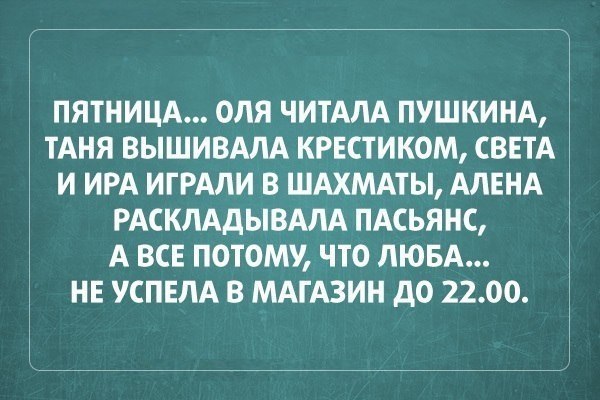 ПЯТНИЦА... ОЛЯ ЧИТАЛА ПУШКИНА,
ТАНЯ ВЫШИВАЛА КРЕСТИКОМ, СВЕТА
И ИРА ИГРАЛИ В ШАХМАТЫ, АЛЕНА
РАСКЛАДЫВАЛА ПАСЬЯНС,
А ВСЕ ПОТОМУ, ЧТО ЛЮБА...
НЕ УСПЕЛА В МАГАЗИН ДО 22.00.